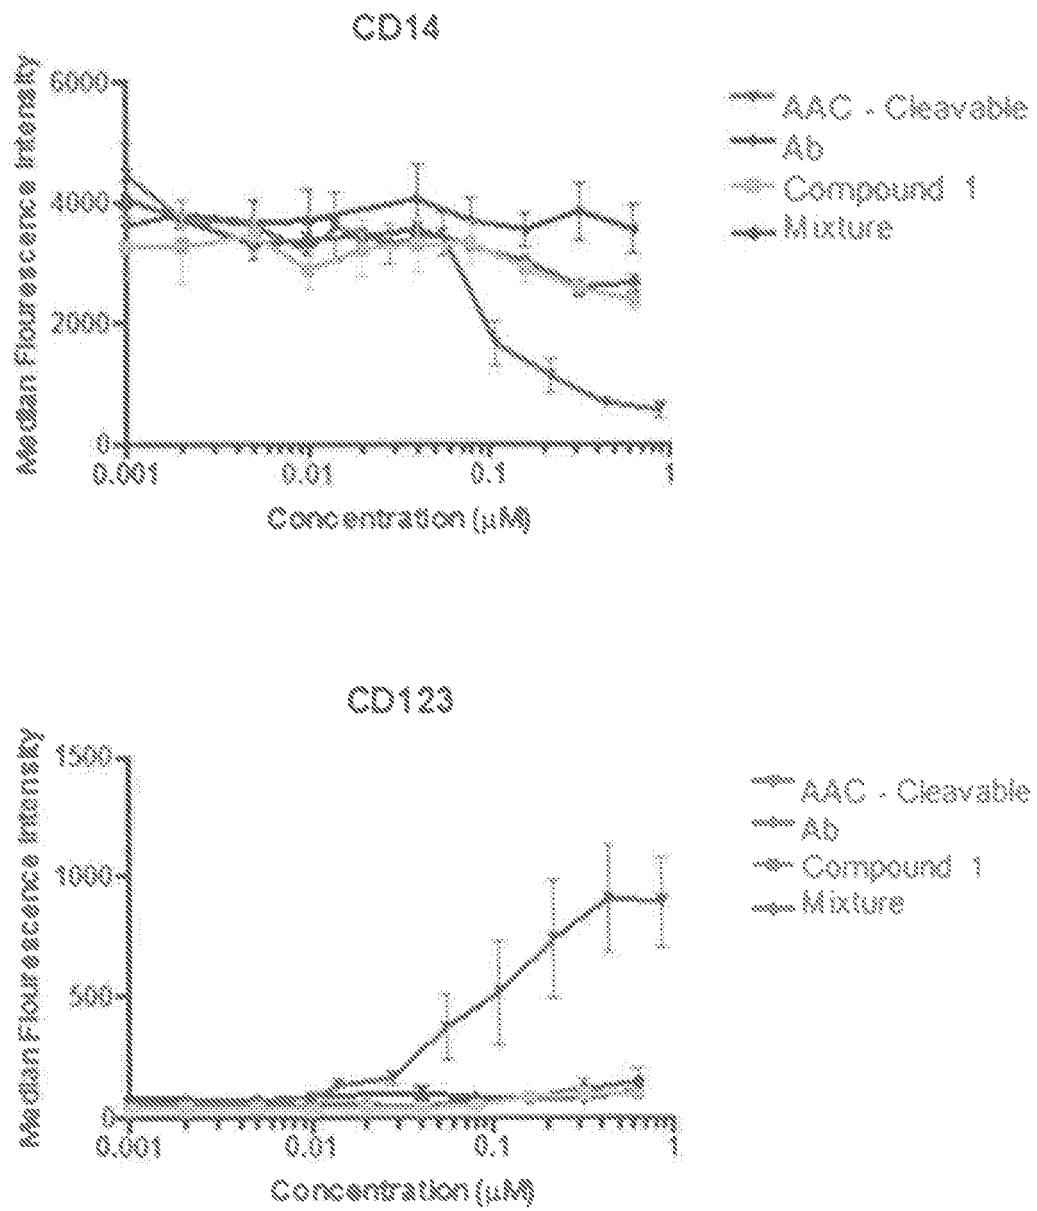 CD14
Median Flourescence Intensity
6000
4000
2000
0
0.001
0.01
0.1
1
Concentration (µM)
AAC - Cleavable
Ab
Compound 1
Mixture
CD123
Median Flourescence Intensity
1500
1000
500
0
0.001
0.01
0.1
1
Concentration (µM)
AAC - Cleavable
Ab
Compound 1
Mixture